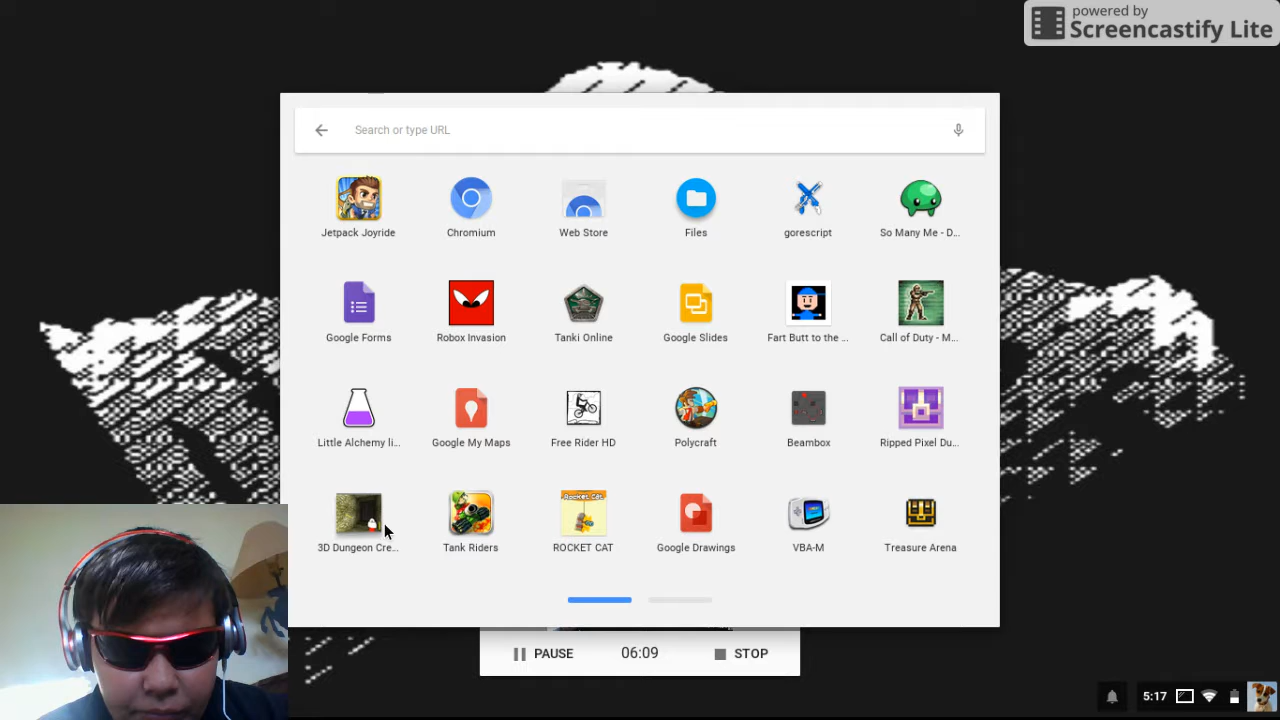 powered by
Screencastify Lite
Search or type URL
Jetpack Joyride
Chromium
Web Store
Files
gorescript
So Many Me - D...
Google Forms
Robox Invasion
Tanki Online
Google Slides
Fart Butt to the ...
Call of Duty - M...
Little Alchemy li...
Google My Maps
Free Rider HD
Polycraft
Beambox
Ripped Pixel Du...
ROCKET CAT
3D Dungeon Cre...
Tank Riders
ROCKET CAT
Google Drawings
VBA-M
Treasure Arena
PAUSE
06:09
STOP
5:17